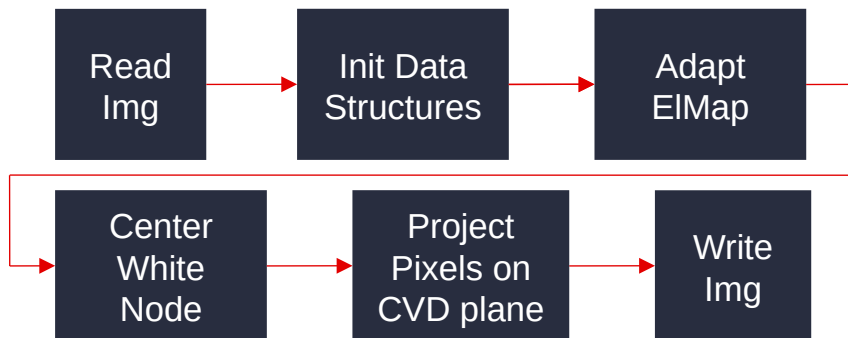 Read
Img
Init Data
Structures
Adapt
ElMap
Center
White
Node
Project
Pixels on
CVD plane
Write
Img